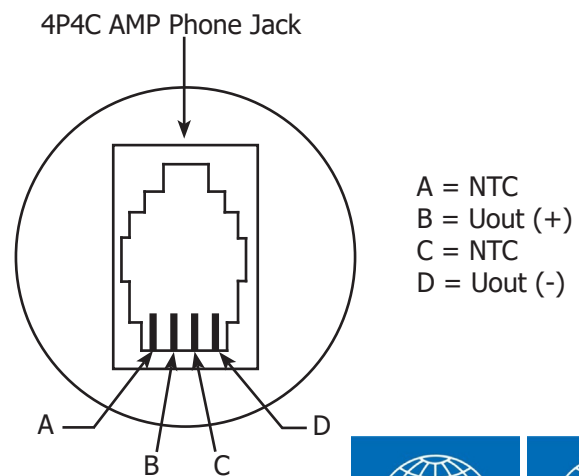 4P4C AMP Phone Jack
A = NTC
B = Uout (+)
C = NTC
D = Uout (-)
A
D
B
C